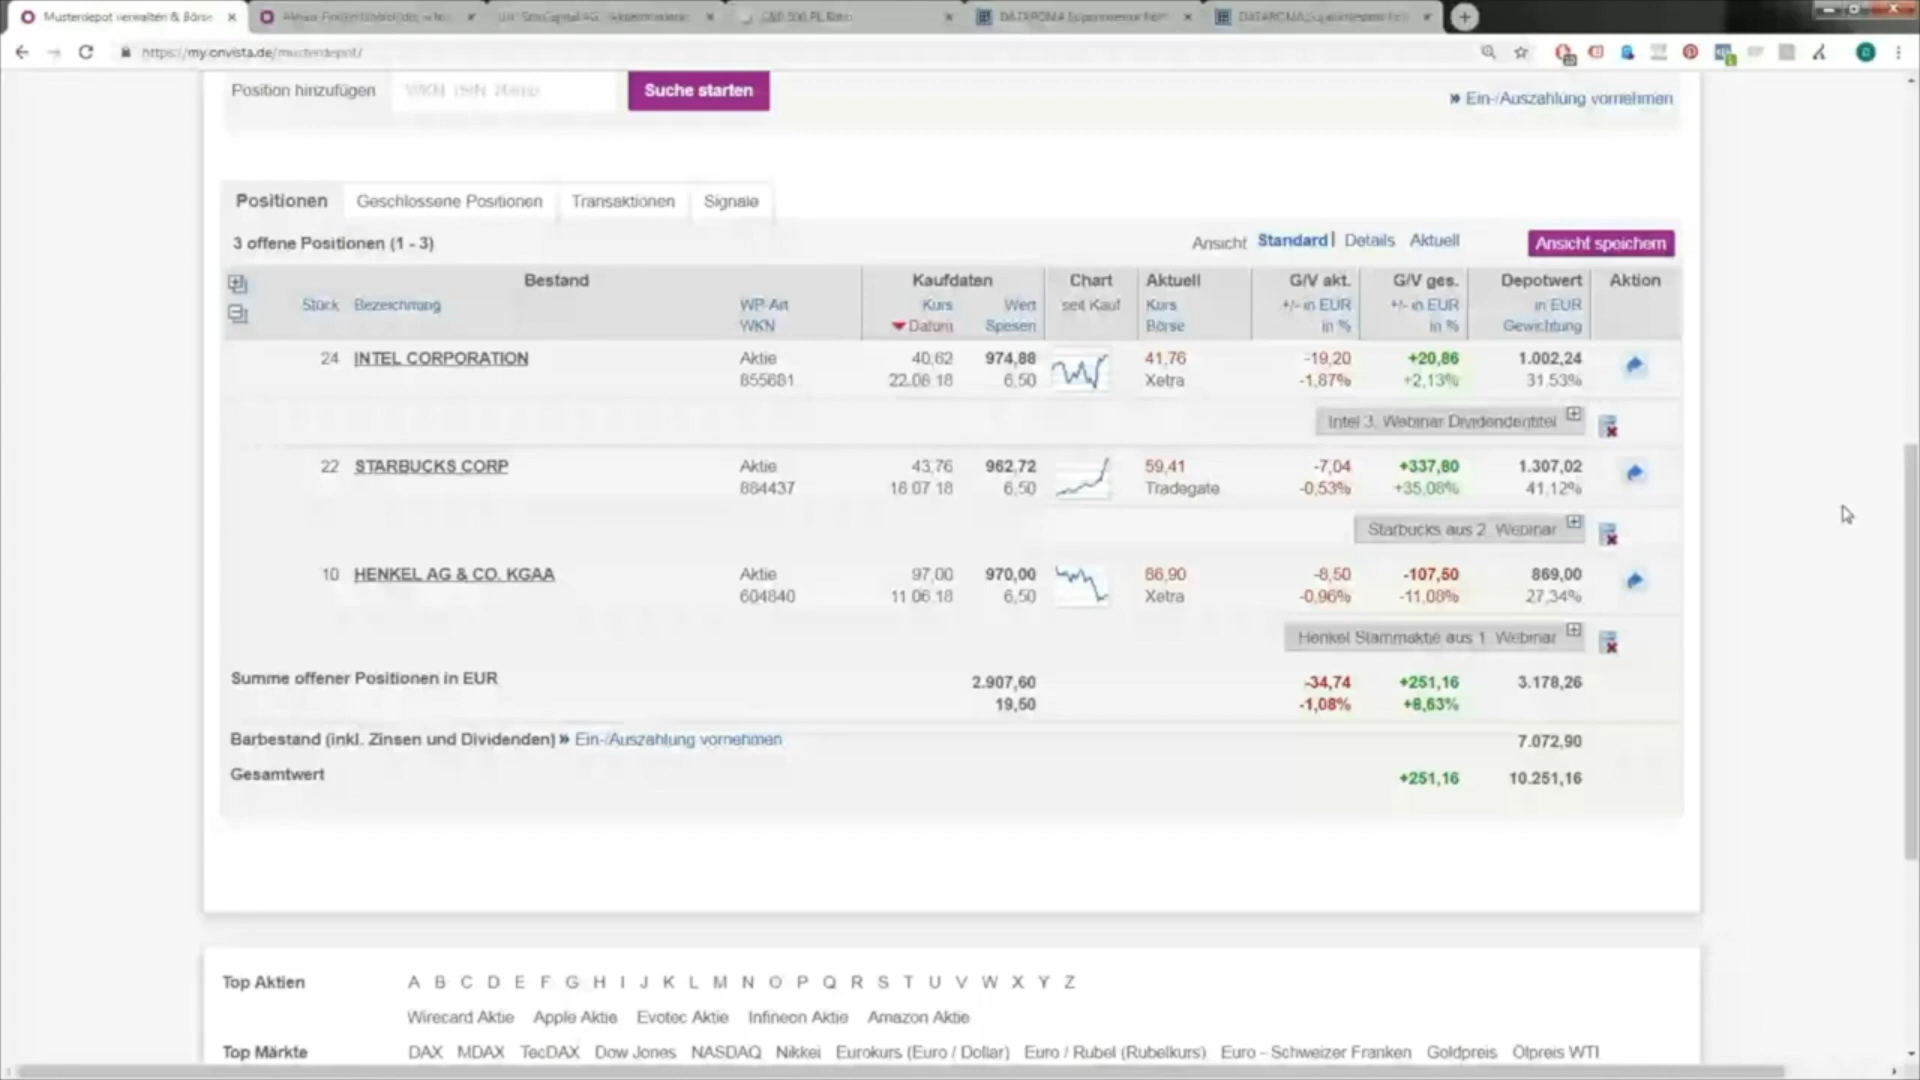 Musterdepot verwalten & Börse
DATAROMA Superinvestor
DATAROMA Superinvestor
https://my.onvista.de/musterdepot/
Position hinzufügen
WKN ISIN Name
Suche starten
» Ein-/Auszahlung vornehmen
Positionen Geschlossene Positionen Transaktionen Signale
3 offene Positionen (1 - 3)
Ansicht Standard | Details Aktuell
Ansicht speichern
Bestand Kaufdaten Chart Aktuell G/V akt. G/V ges. Depotwert Aktion
Stück Bezeichnung WP-Art Kurs Wert seit Kauf Kurs +/- in EUR +/- in EUR in EUR
WKN Datum Spesen Börse in % in % Gewichtung
24 INTEL CORPORATION Aktie 40,62 974,88 41,76 -19,20 +20,86 1.002,24
855681 22.08.18 6,50 Xetra -1,87% +2,13% 31,53%
Intel 3. Webinar Dividendentitel
22 STARBUCKS CORP Aktie 43,76 962,72 59,41 -7,04 +337,80 1.307,02
884437 18.07.18 6,50 Tradegate -0,53% +35,08% 41,12%
Starbucks aus 2. Webinar
10 HENKEL AG & CO. KGAA Aktie 97,00 970,00 86,90 -8,50 -107,50 869,00
604840 11.06.18 6,50 Xetra -0,96% -11,08% 27,34%
Henkel Stammaktie aus 1. Webinar
Summe offener Positionen in EUR 2.907,60 -34,74 +251,16 3.178,26
19,50 -1,08% +8,63%
Barbestand (inkl. Zinsen und Dividenden) » Ein-/Auszahlung vornehmen 7.072,90
Gesamtwert +251,16 10.251,16
Top Aktien A B C D E F G H I J K L M N O P Q R S T U V W X Y Z
Wirecard Aktie Apple Aktie Evotec Aktie Infineon Aktie Amazon Aktie
Top Märkte DAX MDAX TecDAX Dow Jones NASDAQ Nikkei Eurokurs (Euro / Dollar) Euro / Rubel (Rubelkurs) Euro - Schweizer Franken Goldpreis Ölpreis WTI